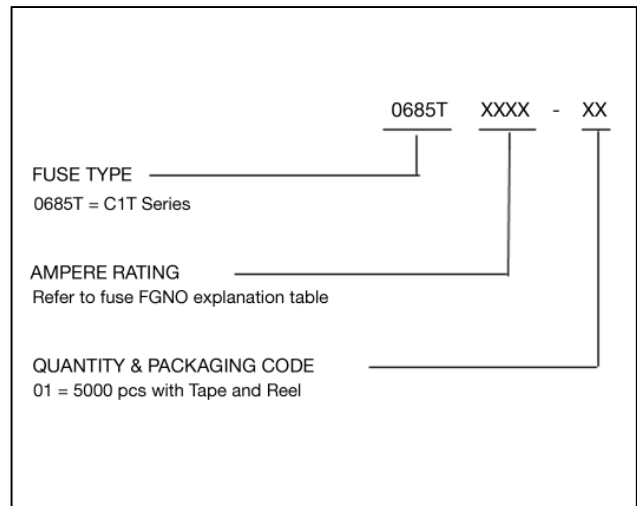 0685T XXXX - XX
FUSE TYPE
0685T = C1T Series
AMPERE RATING
Refer to fuse FGNO explanation table
QUANTITY & PACKAGING CODE
01 = 5000 pcs with Tape and Reel